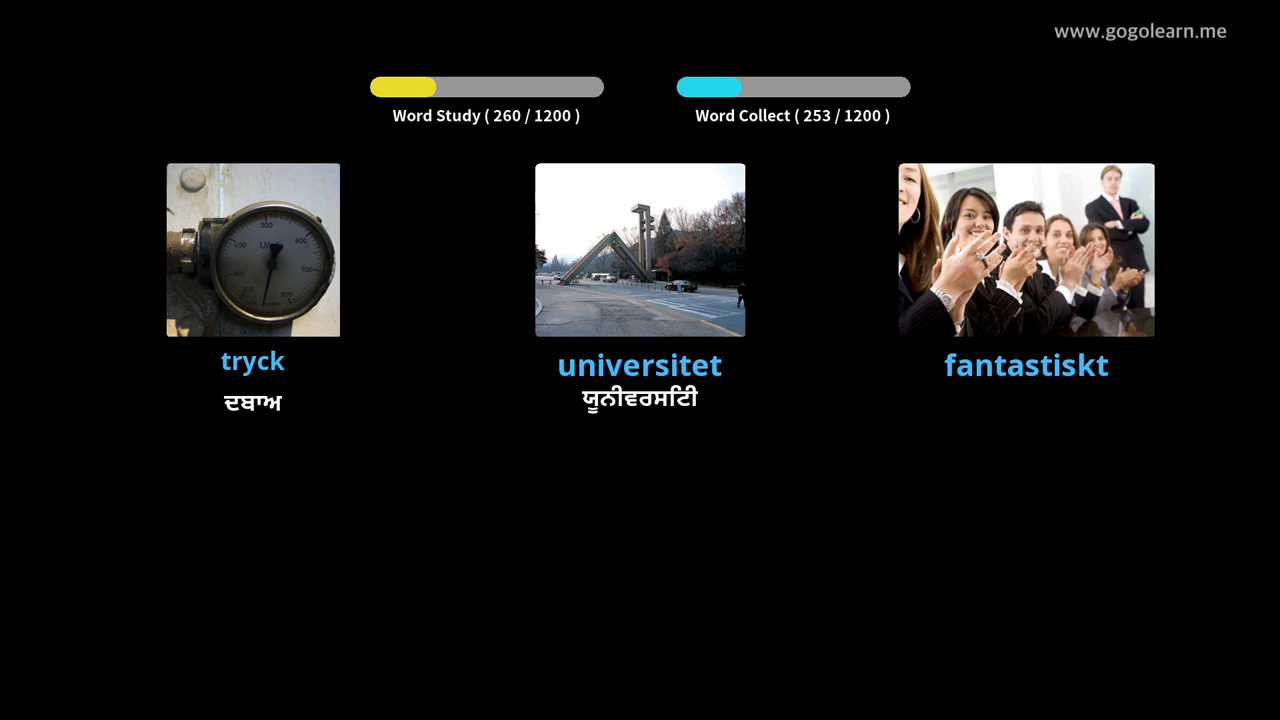 www.gogolearn.me
Word Study ( 260 / 1200 )
Word Collect ( 253 / 1200 )
tryck
universitet
fantastiskt
ਦਬਾਅ
ਯੂਨੀਵਰਸਿਟੀ